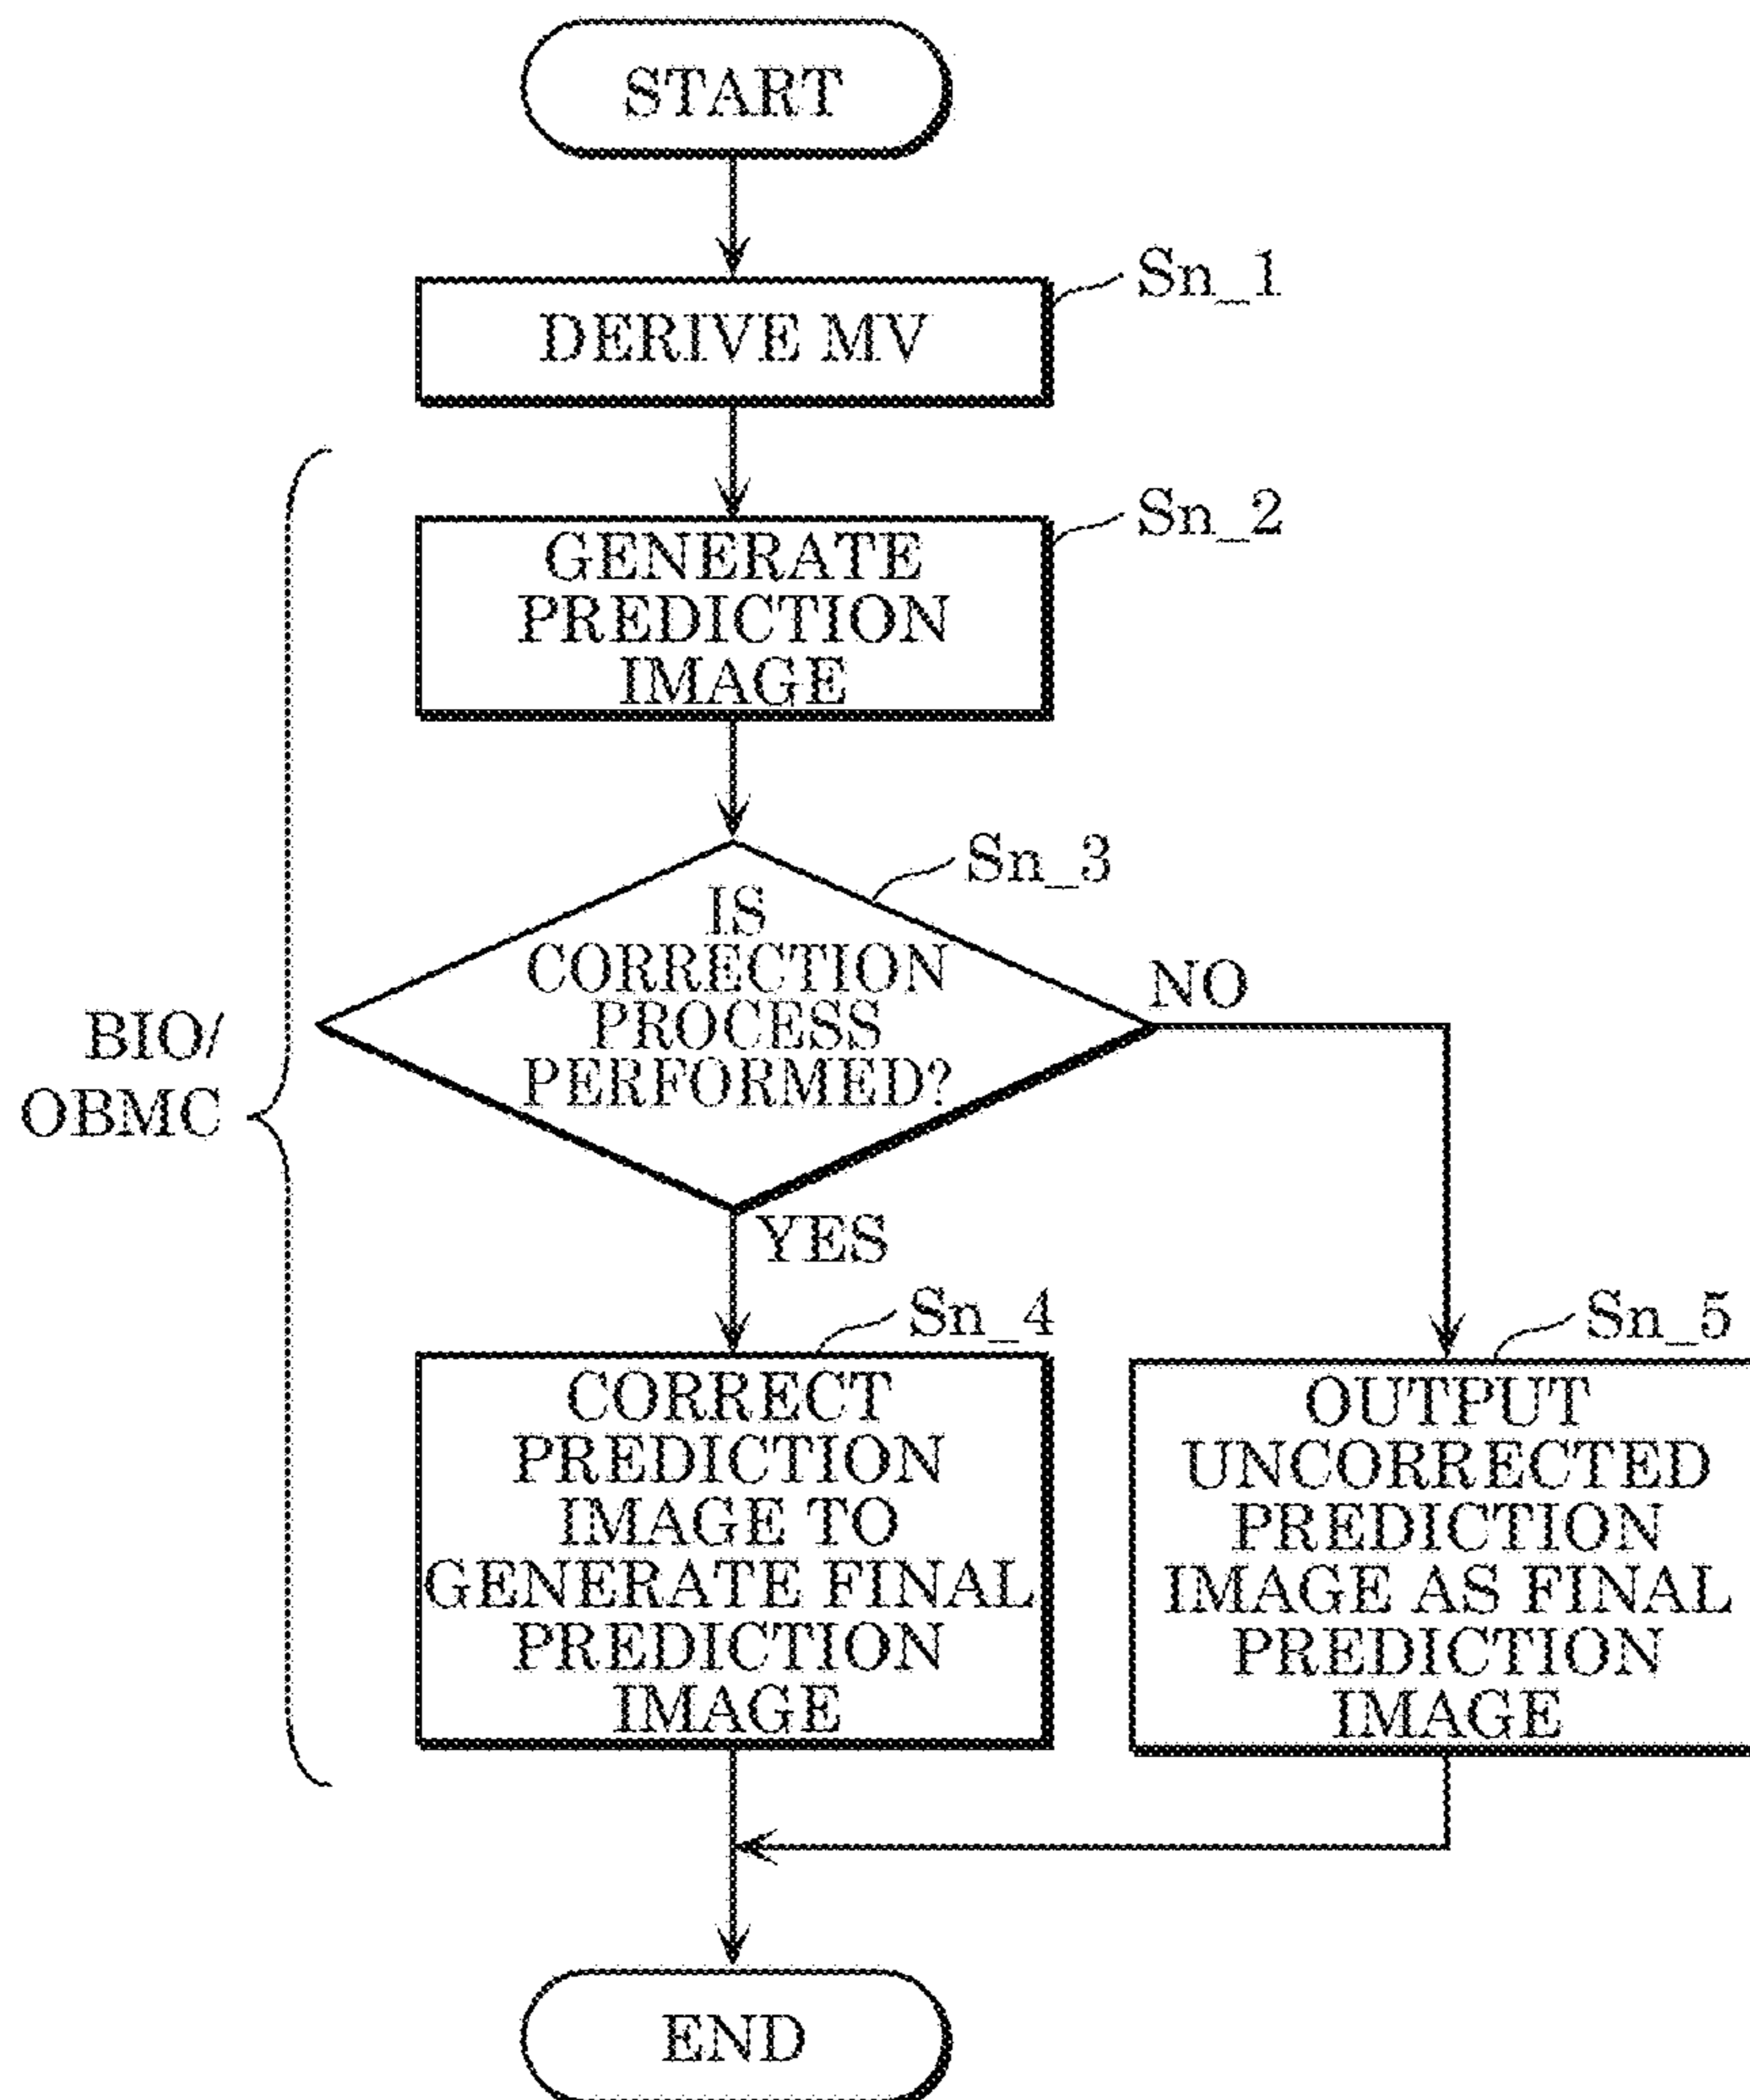 START
Sn_1
DERIVE MV
Sn_2
GENERATE
PREDICTION
IMAGE
Sn_3
IS
CORRECTION
PROCESS
PERFORMED?
NO
BIO/
OBMC
YES
Sn_4
CORRECT
PREDICTION
IMAGE TO
GENERATE FINAL
PREDICTION
IMAGE
Sn_5
OUTPUT
UNCORRECTED
PREDICTION
IMAGE AS FINAL
PREDICTION
IMAGE
END